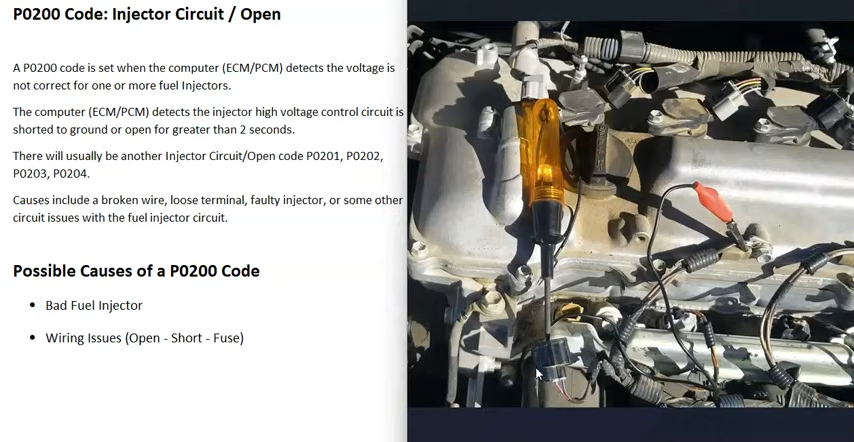 P0200 Code: Injector Circuit / Open
A P0200 code is set when the computer (ECM/PCM) detects the voltage is
not correct for one or more fuel Injectors.
The computer (ECM/PCM) detects the injector high voltage control circuit is
shorted to ground or open for greater than 2 seconds.
There will usually be another Injector Circuit/Open code P0201, P0202,
P0203, P0204.
Causes include a broken wire, loose terminal, faulty injector, or some other
circuit issues with the fuel injector circuit.
Possible Causes of a P0200 Code
• Bad Fuel Injector
• Wiring Issues (Open - Short - Fuse)